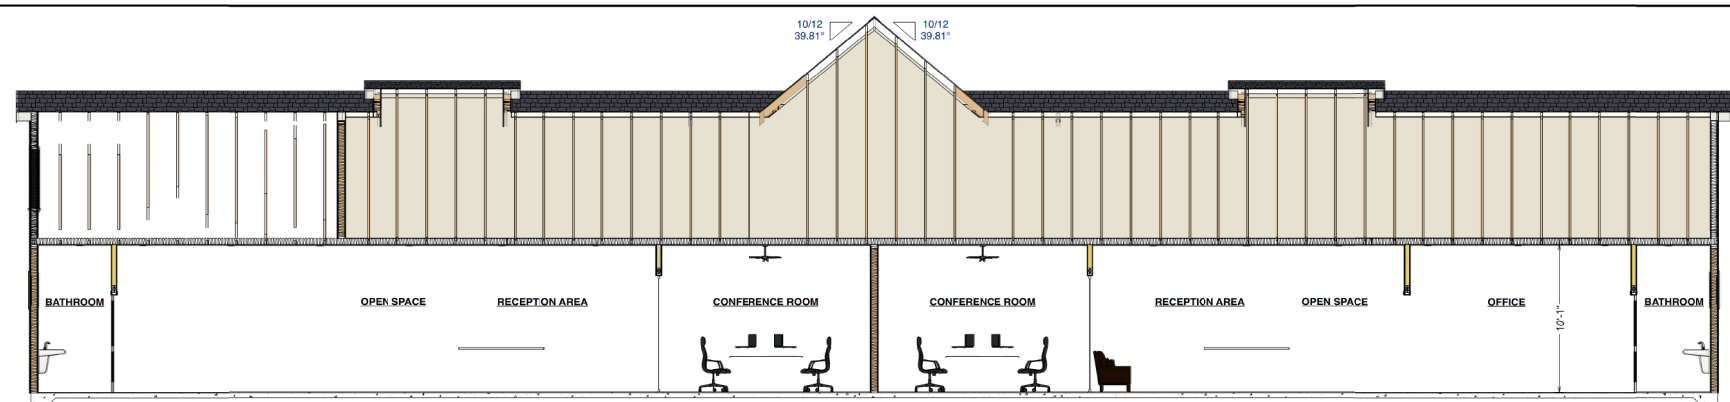 10/12
39.81°
10/12
39.81°
BATHROOM
OPEN SPACE
RECEPTION AREA
CONFERENCE ROOM
CONFERENCE ROOM
RECEPTION AREA
OPEN SPACE
OFFICE
BATHROOM
10'-1"